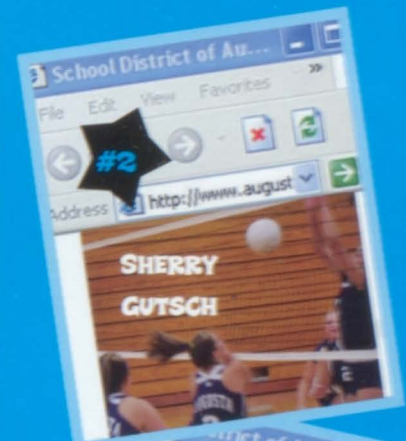 School District of Au...
File Edit View Favorites »
#2
Address http://www.august
SHERRY
GUTSCH